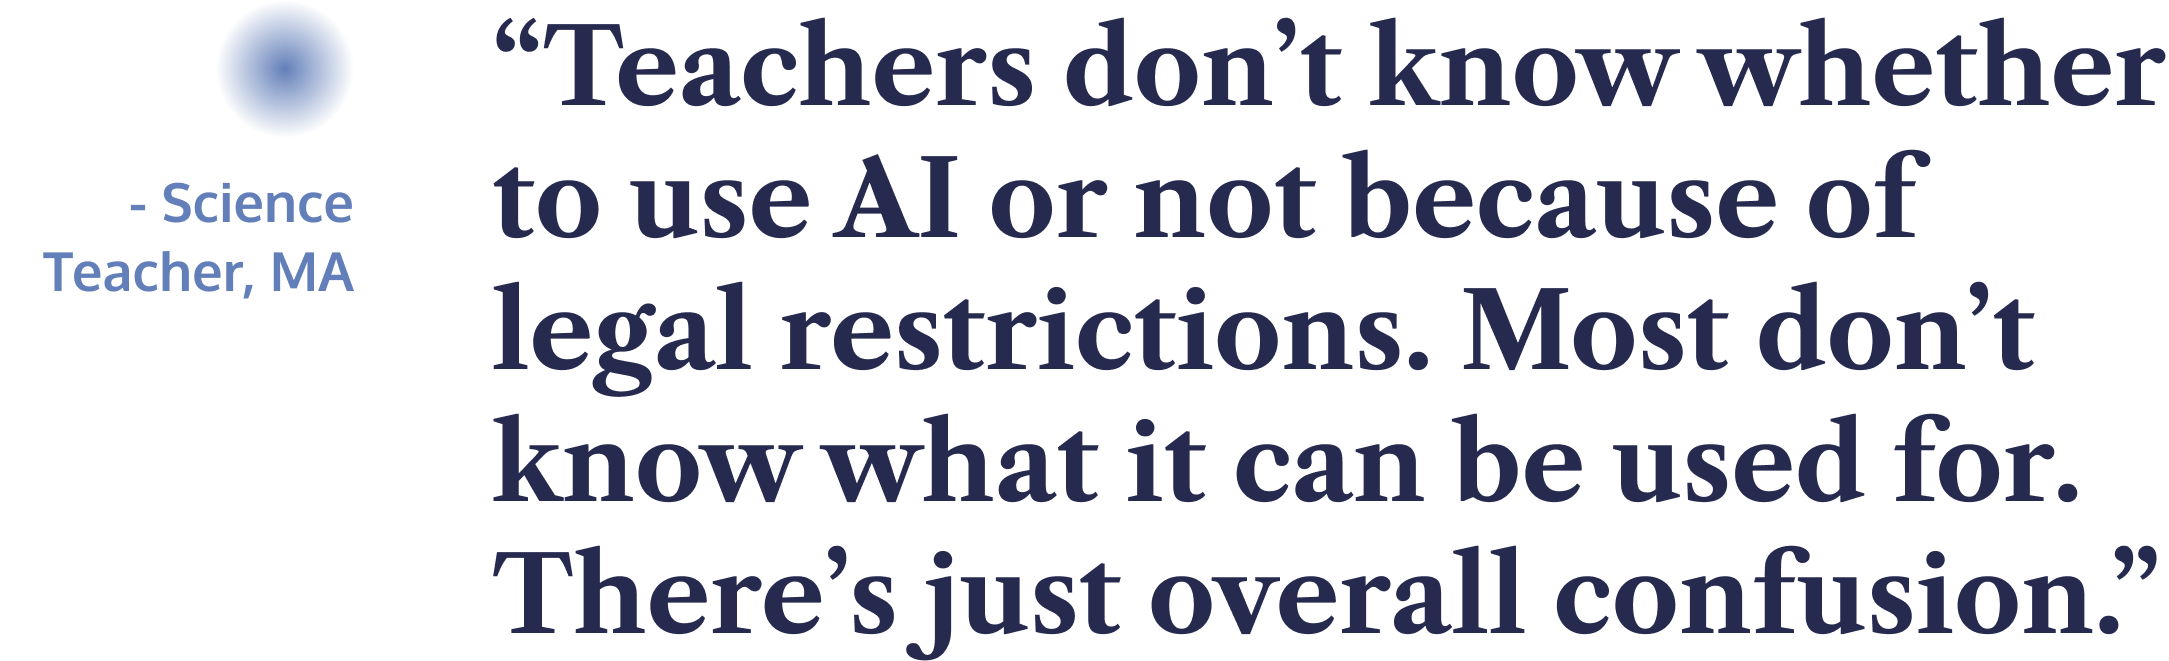 - Science
Teacher, MA
“Teachers don’t know whether
to use AI or not because of
legal restrictions. Most don’t
know what it can be used for.
There’s just overall confusion.”